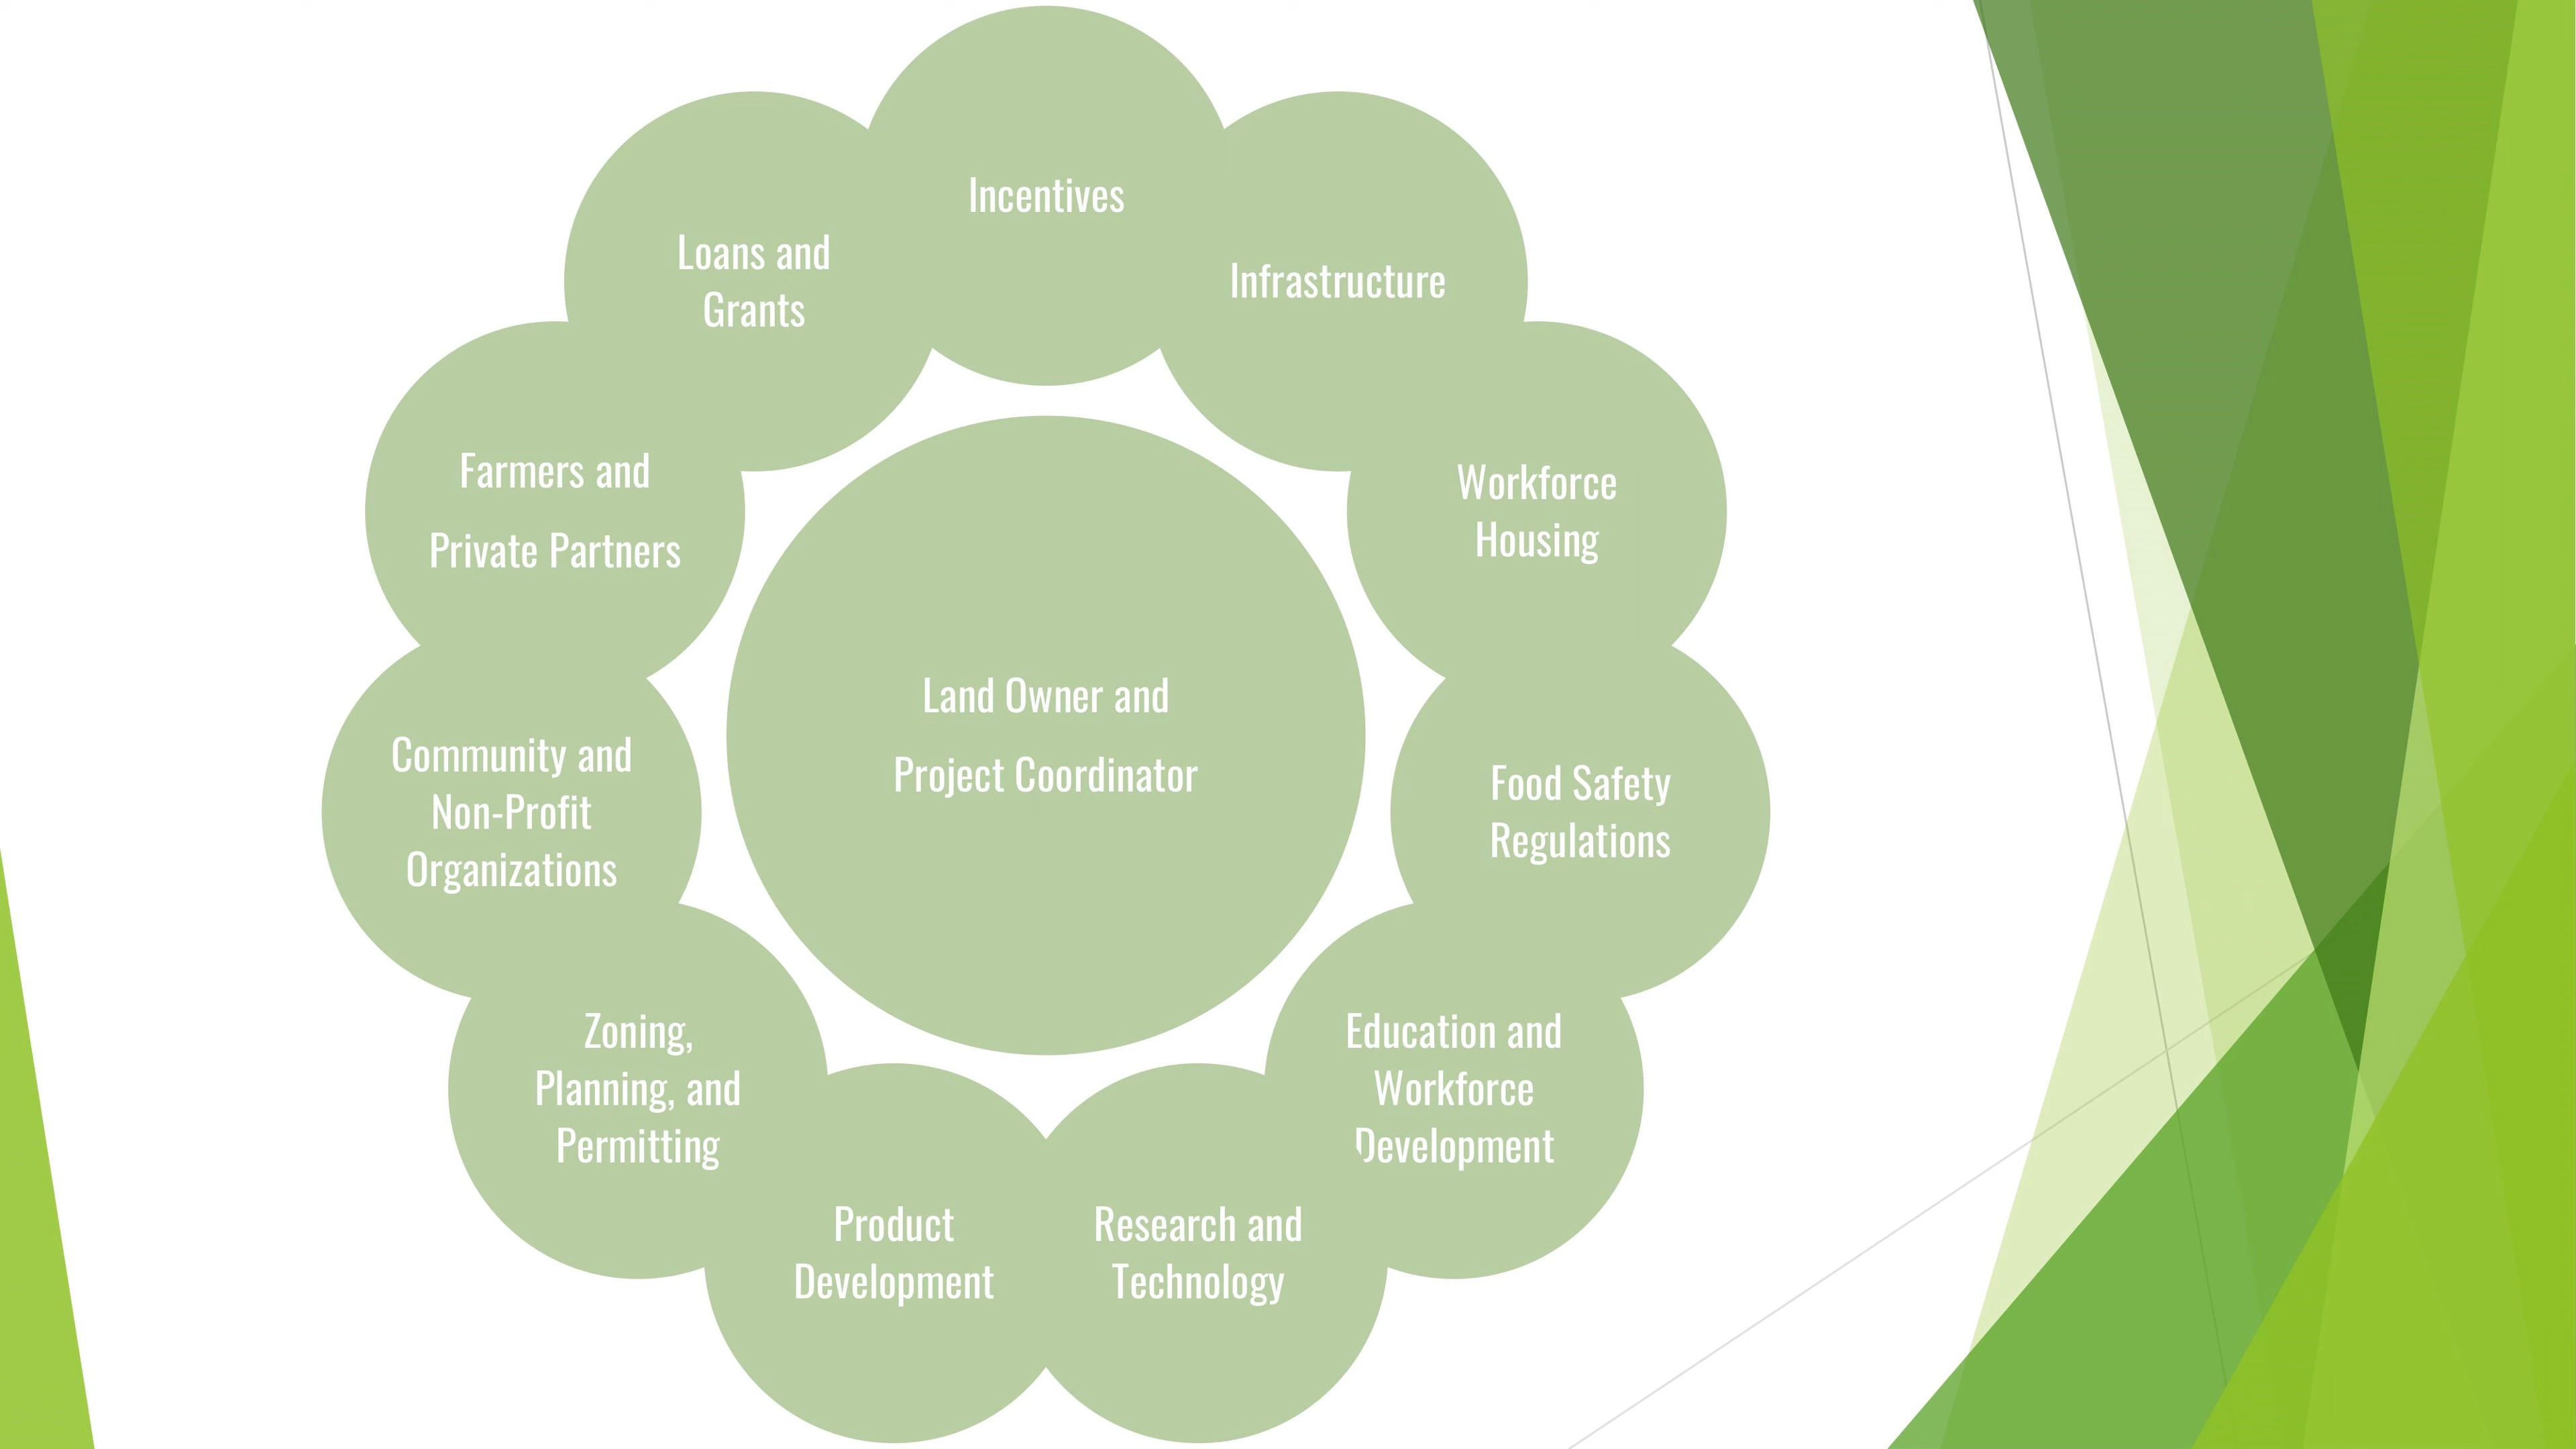 Incentives
Loans and
Grants
Infrastructure
Farmers and
Private Partners
Workforce
Housing
Land Owner and
Project Coordinator
Community and
Non-Profit
Organizations
Food Safety
Regulations
Zoning,
Planning, and
Permitting
Education and
Workforce
Development
Product
Development
Research and
Technology